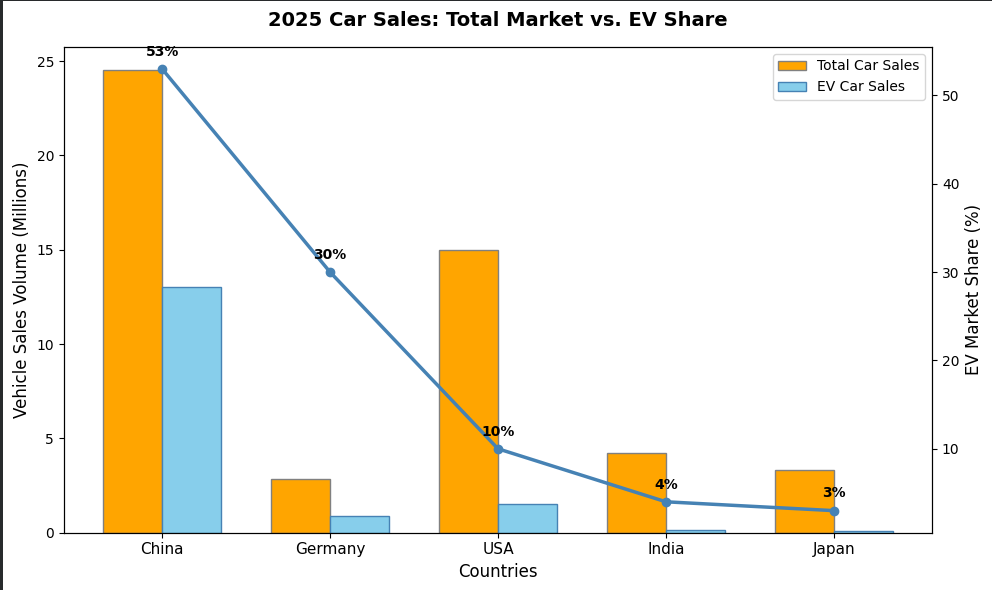 2025 Car Sales: Total Market vs. EV Share
Vehicle Sales Volume (Millions)
25
20
15
10
5
0
53%
30%
10%
4%
3%
Total Car Sales
EV Car Sales
50
40
30
20
10
EV Market Share (%)
China
Germany
USA
India
Japan
Countries